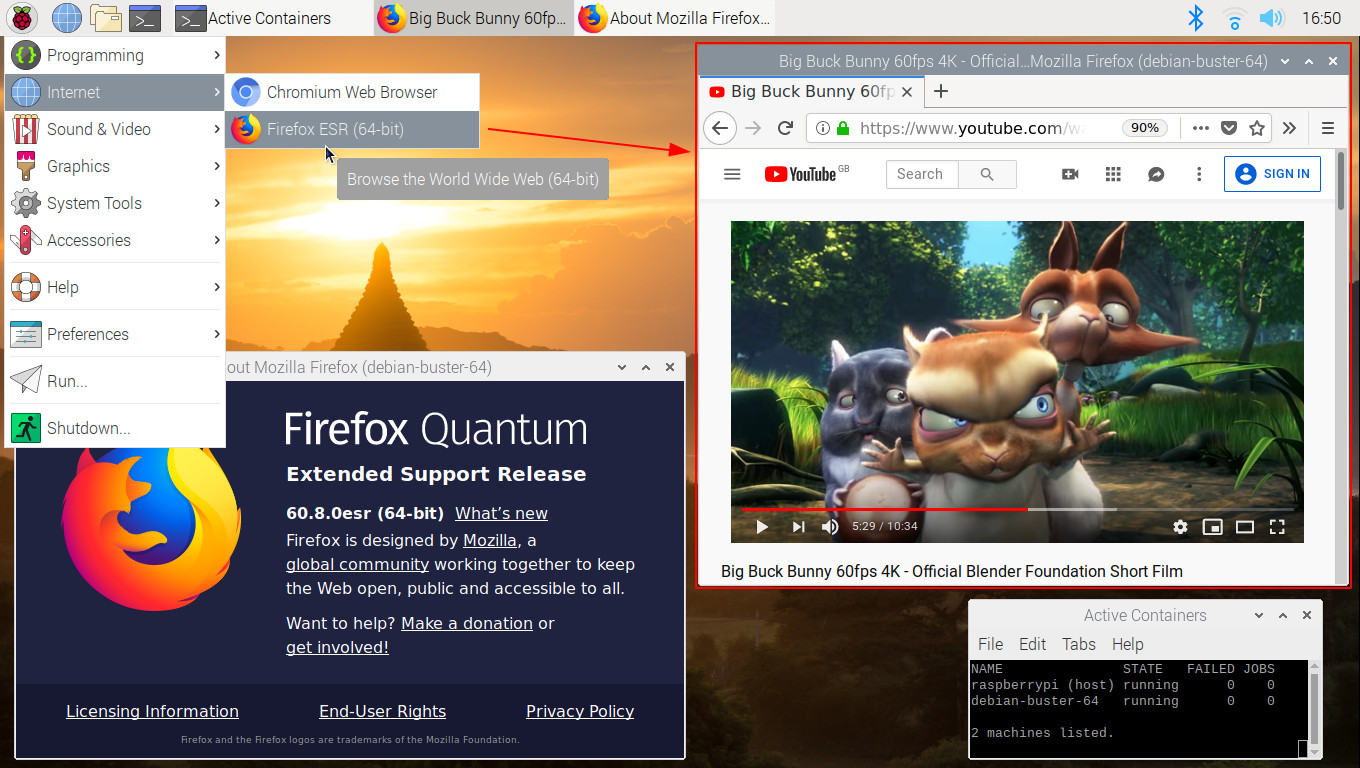 Active Containers
Big Buck Bunny 60fp...
About Mozilla Firefox...
16:50
Programming
Internet
Sound & Video
Graphics
System Tools
Accessories
Help
Preferences
Run...
Shutdown...
Chromium Web Browser
Firefox ESR (64-bit)
Browse the World Wide Web (64-bit)
Big Buck Bunny 60fps 4K - Official...Mozilla Firefox (debian-buster-64)
Big Buck Bunny 60fp
https://www.youtube.com/wa
90%
YouTube GB
Search
SIGN IN
5:29 / 10:34
Big Buck Bunny 60fps 4K - Official Blender Foundation Short Film
out Mozilla Firefox (debian-buster-64)
Firefox Quantum
Extended Support Release
60.8.0esr (64-bit) What's new
Firefox is designed by Mozilla, a
global community working together to keep
the Web open, public and accessible to all.
Want to help? Make a donation or
get involved!
Licensing Information
End-User Rights
Privacy Policy
Firefox and the Firefox logos are trademarks of the Mozilla Foundation.
Active Containers
File Edit Tabs Help
NAME STATE FAILED JOBS
raspberrypi (host) running 0 0
debian-buster-64 running 0 0
2 machines listed.